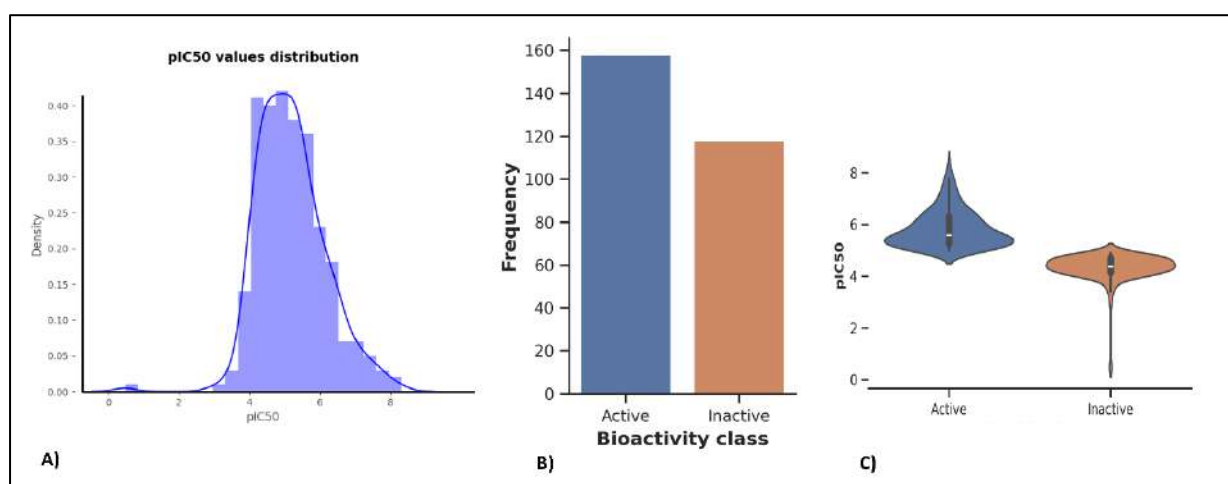 pIC50 values distribution
Density
0.40
0.35
0.30
0.25
0.20
0.15
0.10
0.05
0.00
0
2
4
6
8
pIC50
A)
Frequency
160
140
120
100
80
60
40
20
0
Active
Inactive
Bioactivity class
B)
pIC50
8
6
4
2
0
Active
Inactive
C)